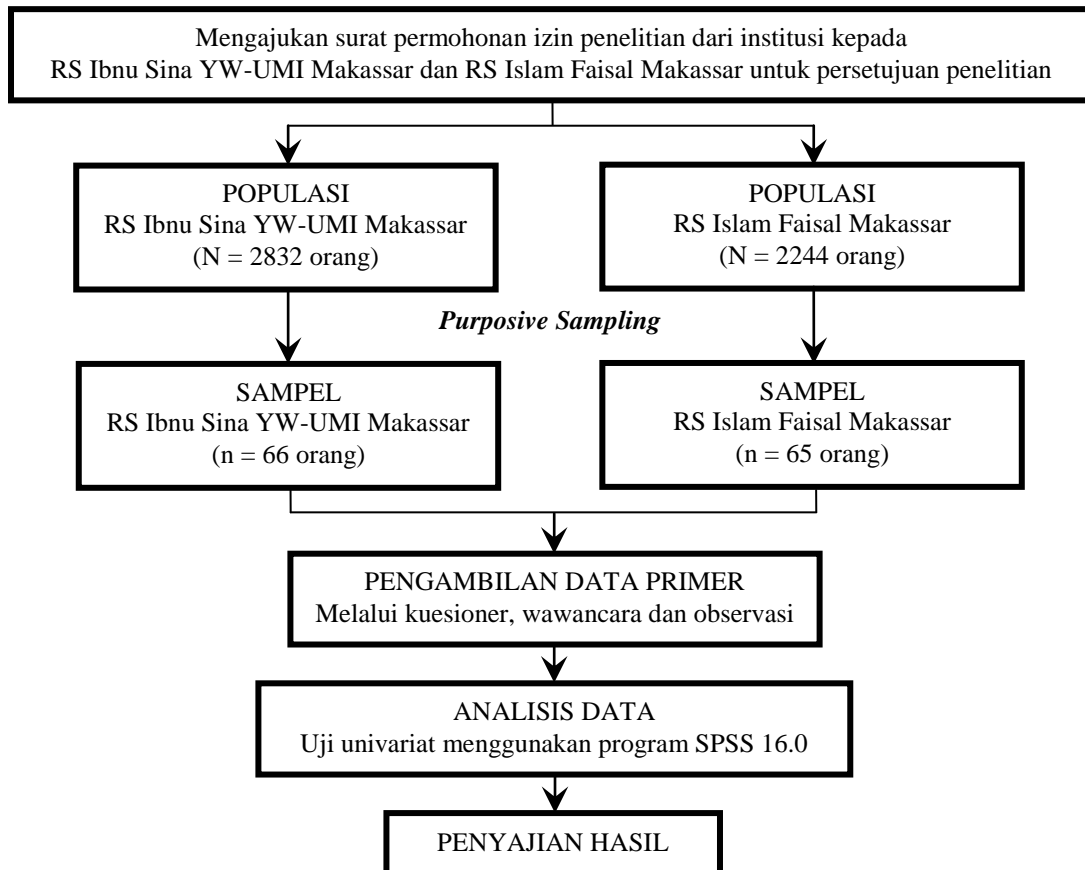 Mengajukan surat permohonan izin penelitian dari institusi kepada
RS Ibnu Sina YW-UMI Makassar dan RS Islam Faisal Makassar untuk persetujuan penelitian
POPULASI
RS Ibnu Sina YW-UMI Makassar
(N = 2832 orang)
POPULASI
RS Islam Faisal Makassar
(N = 2244 orang)
Purposive Sampling
SAMPEL
RS Ibnu Sina YW-UMI Makassar
(n = 66 orang)
SAMPEL
RS Islam Faisal Makassar
(n = 65 orang)
PENGAMBILAN DATA PRIMER
Melalui kuesioner, wawancara dan observasi
ANALISIS DATA
Uji univariat menggunakan program SPSS 16.0
PENYAJIAN HASIL